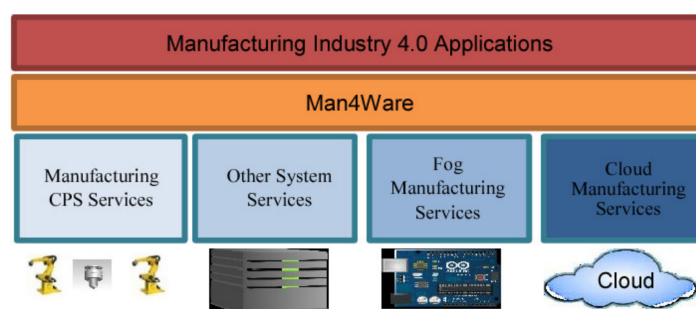 Manufacturing Industry 4.0 Applications
Man4Ware
Manufacturing
CPS Services
Other System
Services
Fog
Manufacturing
Services
Cloud
Manufacturing
Services
Cloud